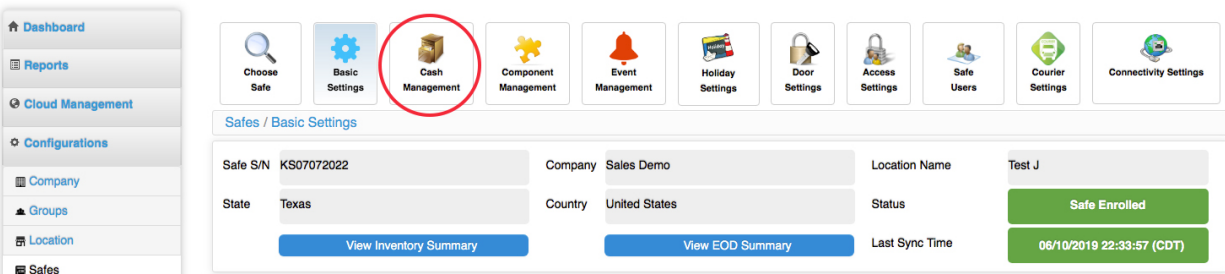 Dashboard
Reports
Cloud Management
Configurations
Company
Groups
Location
Safes
Choose
Safe
Basic
Settings
Cash
Management
Component
Management
Event
Management
Holiday
Holiday
Settings
Door
Settings
Access
Settings
Safe
Users
Courier
Settings
Connectivity Settings
Safes / Basic Settings
Safe S/N KS07072022 Company Sales Demo Location Name Test J
State Texas Country United States Status Safe Enrolled
View Inventory Summary View EOD Summary Last Sync Time 06/10/2019 22:33:57 (CDT)